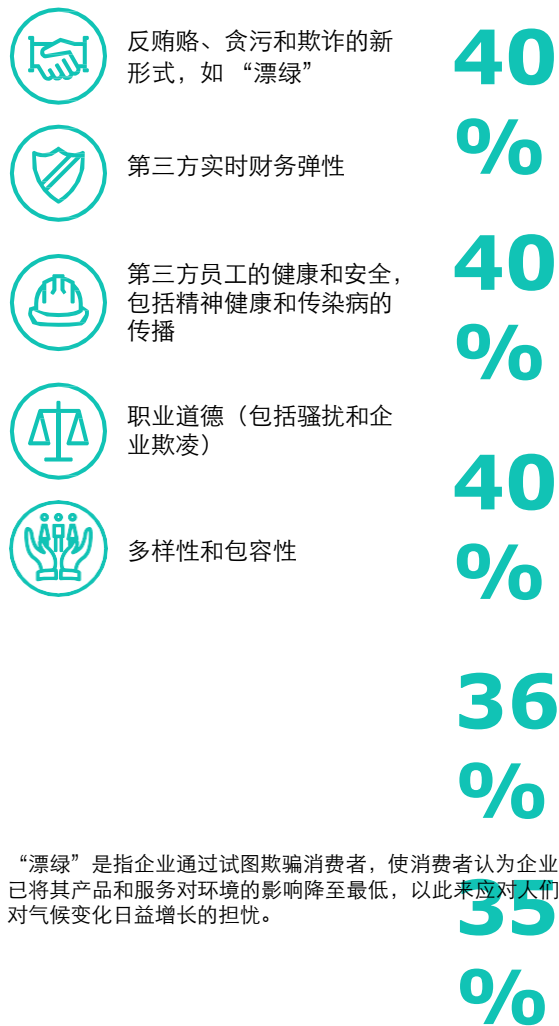 反贿赂、贪污和欺诈的新
形式，如 “漂绿”
40
%
第三方实时财务弹性
40
%
第三方员工的健康和安全，
包括精神健康和传染病的
传播
40
%
职业道德（包括骚扰和企
业欺凌）
36
%
多样性和包容性
35
%
“漂绿”是指企业通过试图欺骗消费者，使消费者认为企业
已将其产品和服务对环境的影响降至最低，以此来应对人们
对气候变化日益增长的担忧。